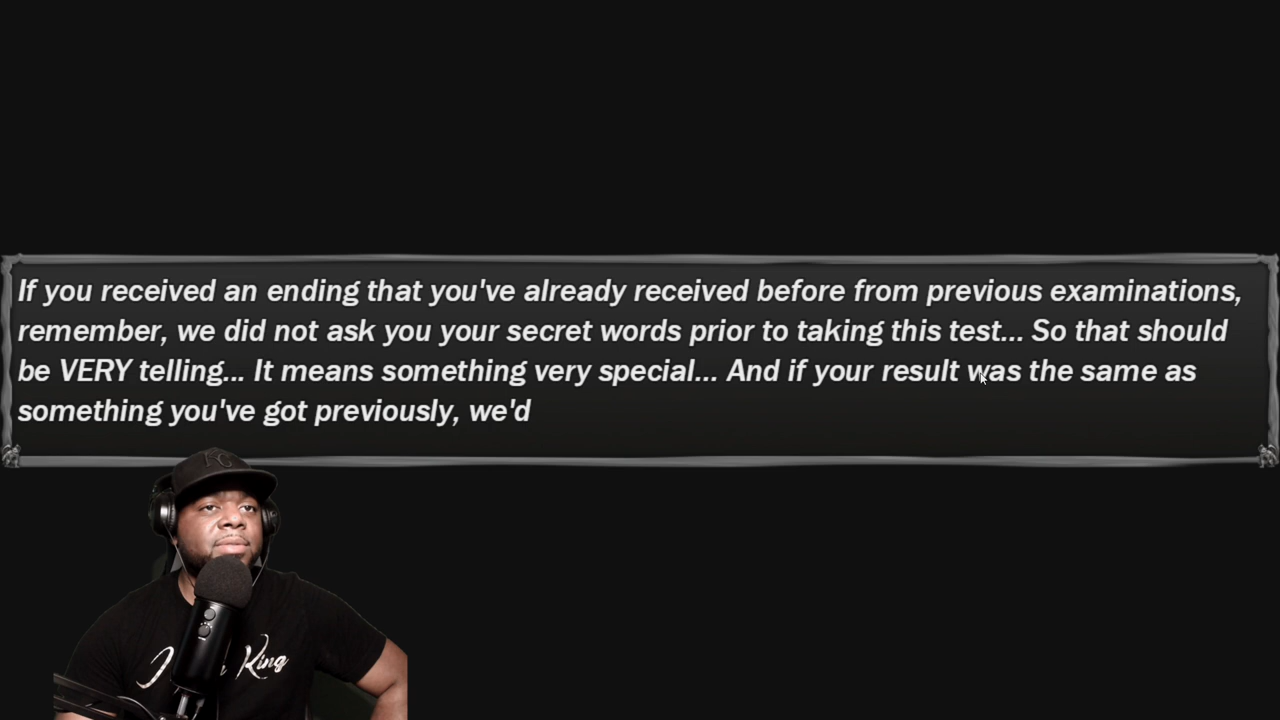 If you received an ending that you've already received before from previous examinations,
remember, we did not ask you your secret words prior to taking this test... So that should
be VERY telling... It means something very special... And if your result was the same as
something you've got previously, we'd
KC
King